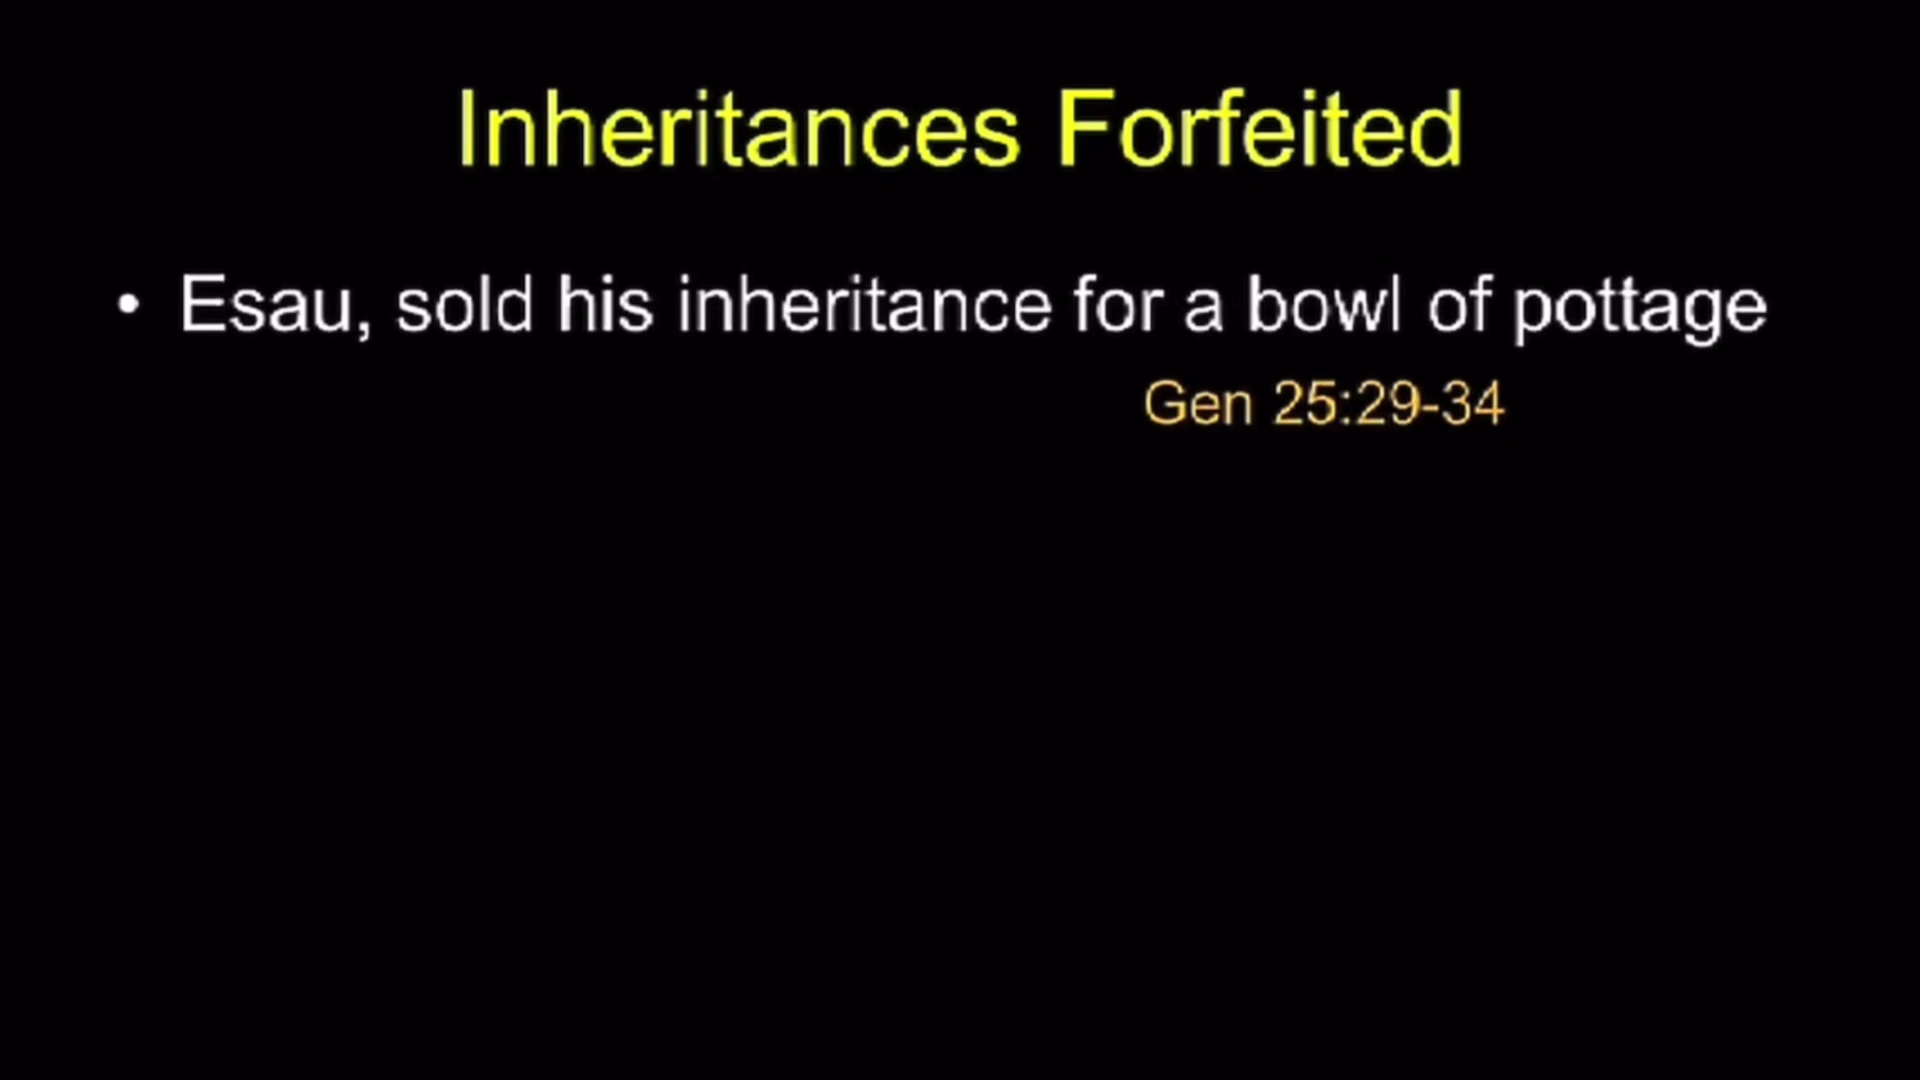 Inheritances Forfeited
• Esau, sold his inheritance for a bowl of pottage
Gen 25:29-34